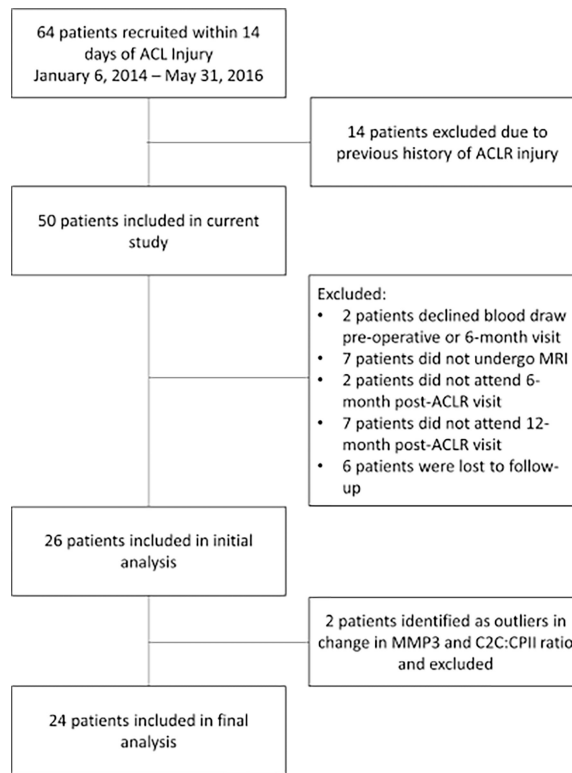 64 patients recruited within 14
days of ACL Injury
January 6, 2014 – May 31, 2016
14 patients excluded due to
previous history of ACLR injury
50 patients included in current
study
Excluded:
• 2 patients declined blood draw
pre-operative or 6-month visit
• 7 patients did not undergo MRI
• 2 patients did not attend 6-
month post-ACLR visit
• 7 patients did not attend 12-
month post-ACLR visit
• 6 patients were lost to follow-
up
26 patients included in initial
analysis
2 patients identified as outliers in
change in MMP3 and C2C:CPII ratio
and excluded
24 patients included in final
analysis